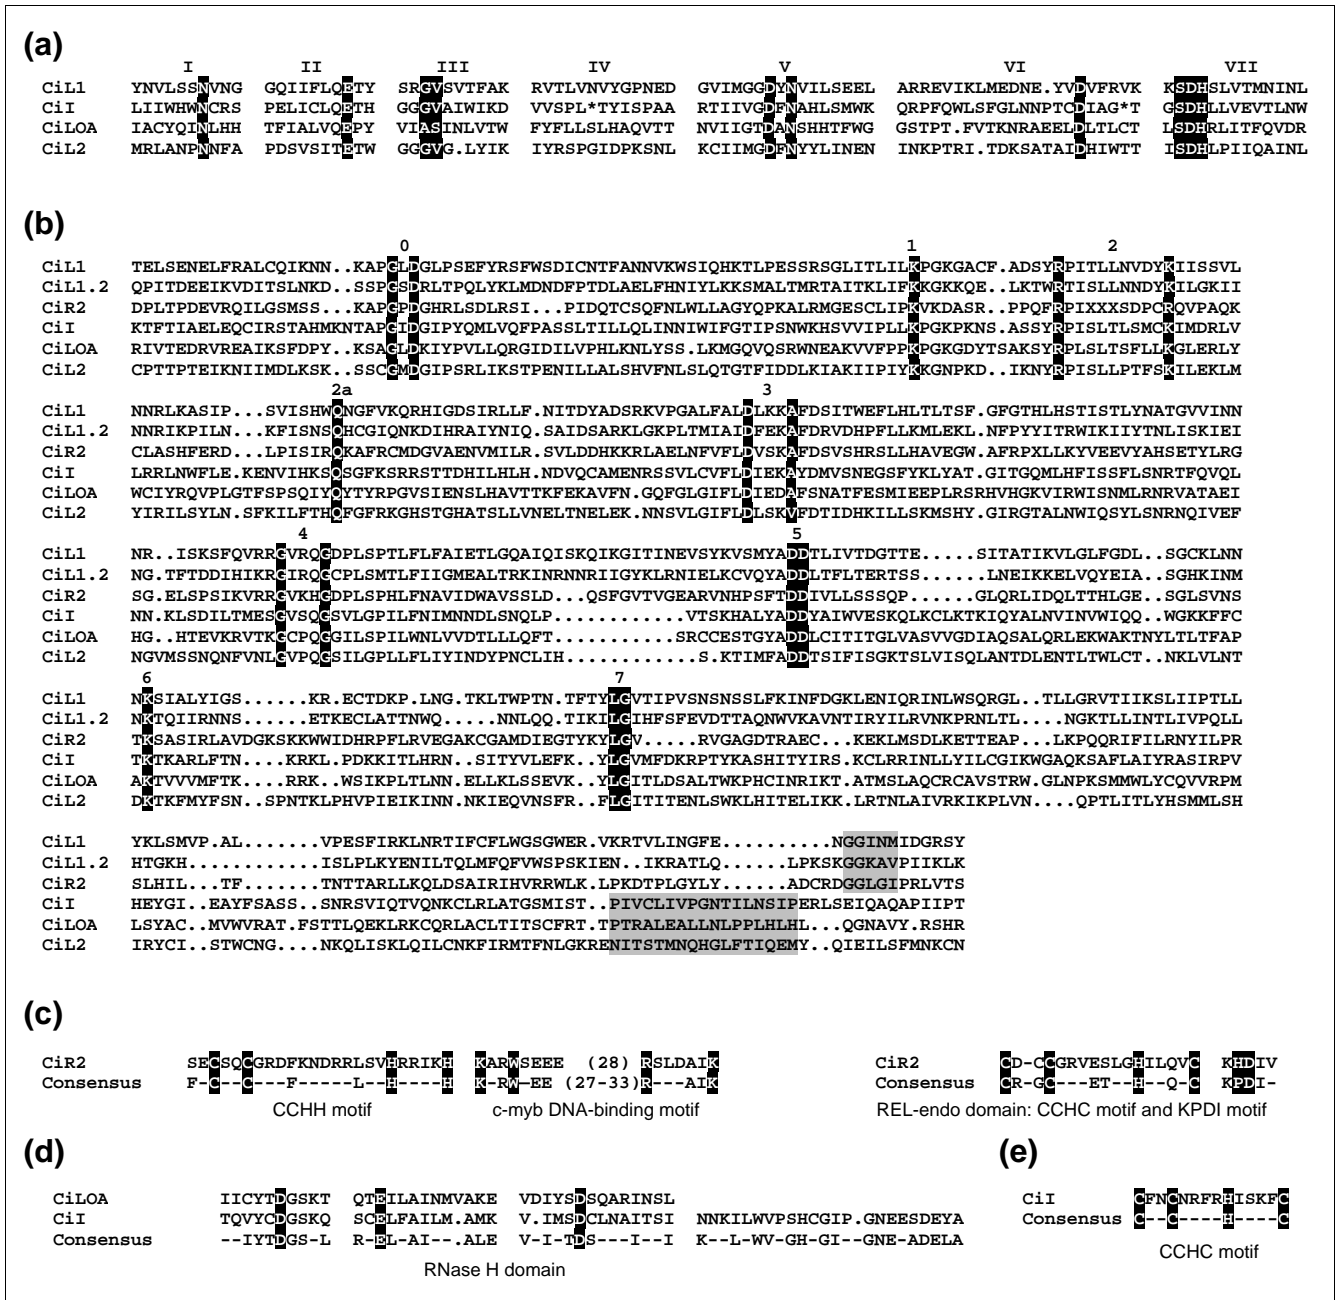 (a)
I II III IV V VI VII
CiL1 YNVLSSNVNG GQIIFLQETY SRGVSVTFAK RVTLVNVYGPNED GVIMGGDYNVILSEEL ARREVIKLMEDNE.YVDVFRVK KSDHSLVTMNINL
CiI LIIWHWNCRS PELICLQETH GGGVAIWIKD VVSPL*TYISPAA RTIIVGDFNAHLSMWK QRPFQWLSFGLNNPTCDIAG*T GSDHLLVEVTLNW
CiLOA IACYQINLHH TFIALVQEPY VIASINLVTW FYFLLSLHAQVTT NVIIGTDANSHHTFWG GSTPT.FVTKNRAEELDLTLCT LSDHRLITFQVDR
CiL2 MRLANPNNFA PDSVSITETW GGGVG.LYIK IYRSPGIDPKSNL KCIIMGDFNYYLINEN INKPTRI.TDKSATAIDHIWTT ISDHLPIIQAINL
(b)
0 1 2
CiL1 TELSENELFRALCQIKNN..KAPGLDGLPSEFYRSFWSDICNTFANNVKWSIQHKTLPESSRSGLITLILKPGKGACF.ADSYRPITLLNVDYKIISSVL
CiL1.2 QPITDEEIKVDITSLNKD..SSPGSDRLTPQLYKLMDNDFPTDLAELFHNIYLKKSMALTMRTAITKLIFKKGKKQE..LKTWRTISLLNNDYKILGKII
CiR2 DPLTPDEVRQILGSMSS...KAPGPDGHRLSDLRSI...PIDQTCSQFNLWLLAGYQPKALRMGESCLIPKVKDASR..PPQFRPIXXXSDPCRQVPAQK
CiI KTFTIAELEQCIRSTAHMKNTAPGIDGIPYQMLVQFPASSLTILLQLINNIWIFGTIPSNWKHSVVIPLLKPGKPKNS.ASSYRPISLTLSMCKIMDRLV
CiLOA RIVTEDRVREAIKSFDPY..KSAGLDKIYPVLLQRGIDILVPHLKNLYSS.LKMGQVQSRWNEAKVVFPPKPGKGDYTSAKSYRPLSLTSFLLKGLERLY
CiL2 CPTTPTEIKNIIMDLKSK..SSCGMDGIPSRLIKSTPENILLALSHVFNLSLQTGTFIDDLKIAKIIPIYKKGNPKD..IKNYRPISLLPTFSKILEKLM
2a 3
CiL1 NNRLKASIP...SVISHWQNGFVKQRHIGDSIRLLF.NITDYADSRKVPGALFALDLKKAFDSITWEFLHLTLTSF.GFGTHLHSTISTLYNATGVVINN
CiL1.2 NNRIKPILN...KFISNSQHCGIQNKDIHRAIYNIQ.SAIDSARKLGKPLTMIAIDFEKAFDRVDHPFLLKMLEKL.NFPYYITRWIKIIYTNLISKIEI
CiR2 CLASHFERD...LPISIRQKAFRCMDGVAENVMILR.SVLDDHKKRLAELNFVFLDVSKAFDSVSHRSLLHAVEGW.AFRPXLLKYVEEVYAHSETYLRG
CiI LRRLNWFLE.KENVIHKSQSGFKSRRSTTDHILHLH.NDVQCAMENRSSVLCVFLDIEKAYDMVSNEGSFYKLYAT.GITGQMLHFISSFLSNRTFQVQL
CiLOA WCIYRQVPLGTFSPSQIYQYTYRPGVSIENSLHAVTTKFEKAVFN.GQFGLGIFLDIEDAFSNATFESMIEEPLRSRHVHGKVIRWISNMLRNRVATAEI
CiL2 YIRILSYLN.SFKILFTHQFGFRKGHSTGHATSLLVNELTNELEK.NNSVLGIFLDLSKVFDTIDHKILLSKMSHY.GIRGTALNWIQSYLSNRNQIVEF
4 5
CiL1 NR..ISKSFQVRRGVRQGDPLSPTLFLFAIETLGQAIQISKQIKGITINEVSYKVSMYADDTLIVTDGTTE.....SITATIKVLGLFGDL..SGCKLNN
CiL1.2 NG.TFTDDIHIKRGIRQGCPLSMTLFIIGMEALTRKINRNNRIIGYKLRNIELKCVQYADDLTFLTERTSS......LNEIKKELVQYEIA..SGHKINM
CiR2 SG.ELSPSIKVRRGVKHGDPLSPHLFNAVIDWAVSSLD...QSFGVTVGEARVNHPSFTDDIVLLSSSQP......GLQRLIDQLTTHLGE..SGLSVNS
CiI NN.KLSDILTMESGVSQGSVLGPILFNIMNNDLSNQLP...........VTSKHALYADDYAIWVESKQLKCLKTKIQYALNVINVWIQQ..WGKKFFC
CiLOA HG..HTEVKRVTKGCPQGGILSPILWNLVVDTLLLQFT...........SRCCESTGYADDLCITITGLVASVVGDIAQSALQRLEKWAKTNYLTLTFAP
CiL2 NGVMSSNQNFVNLGVPQGSILGPLLFLIYINDYPNCLIH...........S.KTIMFADDTSIFISGKTSLVISQLANTDLENTLTWLCT..NKLVLNT
6 7
CiL1 NKSIALYIGS......KR.ECTDKP.LNG.TKLTWPTN.TFTYLGVTIPVSNSNSSLFKINFDGKLENIQRINLWSQRGL..TLLGRVTIIKSLIIPTLL
CiL1.2 NKTQIIRNNS......ETKECLATTNWQ....NNLQQ.TIKILGIHFSFEVDTTAQNWVKAVNTIRYILRVNKPRNLTL....NGKTLLINTLIVPQLL
CiR2 TKSASIRLAVDGKSKKWWIDHRPFLRVEGAKCGAMDIEGTYKYLGV.....RVGAGDTRAEC...KEKLMSDLKETTEAP...LKPQQRIFILRNYILPR
CiI TKTKARLFTN......KRKL.PDKKITLHRN..SITYVLEFK..YLGVMFDKRPTYKASHITYIRS.KCLRRINLLYILCGIKWGAQKSAFLAIYRASIRPV
CiLOA AKTVVVMFTK.....RRK..WSIKPLTLNN.ELLKLSSEVK..YLGITLDSALTWKPHCINRIKT.ATMSLAQCRCAVSTRW.GLNPKSMMWLYCQVVRPM
CiL2 DKTKFMYFSN...SPNTKLPHVPIEIKINN.NKIEQVNSFR..FLGITITENLSWKLHITELIKK.LRTNLAIVRKIKPLVN....QPTLITLYHSMMLSH
CiL1 YKLSMVP.AL......VPESFIRKLNRTIFCFLWGSGWER.VKRTVLINGFE..........NGGINMIDGRSY
CiL1.2 HTGKH...........ISLPLKYENILTQLMFQFVWSPSKIEN..IKRATLQ......LPKSKGGKAVPIIKLK
CiR2 SLHIL...TF......TNTTARLLKQLDSAIRIHVRRWLK.LPKDTPLGYLY......ADCRDGGLGIPRLVTS
CiI HEYGI...EAYFSASS..SNRSVIQTVQNKCLRLATGSMIST..PIVCLIVPGNTILNSIPERLSEIQAQAPIIPT
CiLOA LSYAC...MVWVRAT.FSTTLQEKLRKCQRLACLTITSCFRT.TPTRALEALLNLPPLHLHL...QGNAVY.RSHR
CiL2 IRYCI...STWCNG....NKQLISKLQILCNKFIRMTFNLGKRENITSTMNQHGLFTIQEMY..QIEILSFMNKCN
(c)
CiR2 SECSQCGRDFKNDRRLSVHRRIKH KARWSEEE (28) RSLDAIK
Consensus F-C--C---F-----L--H----H K-RW-EE (27-33)R---AIK
CCHH motif c-myb DNA-binding motif
CiR2 CD-CCGRVESLGHILQVC KHDIV
Consensus CR-GC---ET--H--Q-C KPDI-
REL-endo domain: CCHC motif and KPDI motif
(d)
CiLOA IICYTDGSKT QTEILAINMVAKE VDIYSDSQARINSL
CiI TQVYCDGSKQ SCELFAILM.AMK V.IMSDCLNAITSI NNKILWVPSHCGIP.GNEESDEYA
Consensus --IYTDGS-L R-EL-AI--.ALE V-I-TDS---I--I K--L-WV-GH-GI--GNE-ADELA
RNase H domain
(e)
CiI CFNCNRFRHISKFC
Consensus C--C----H----C
CCHC motif